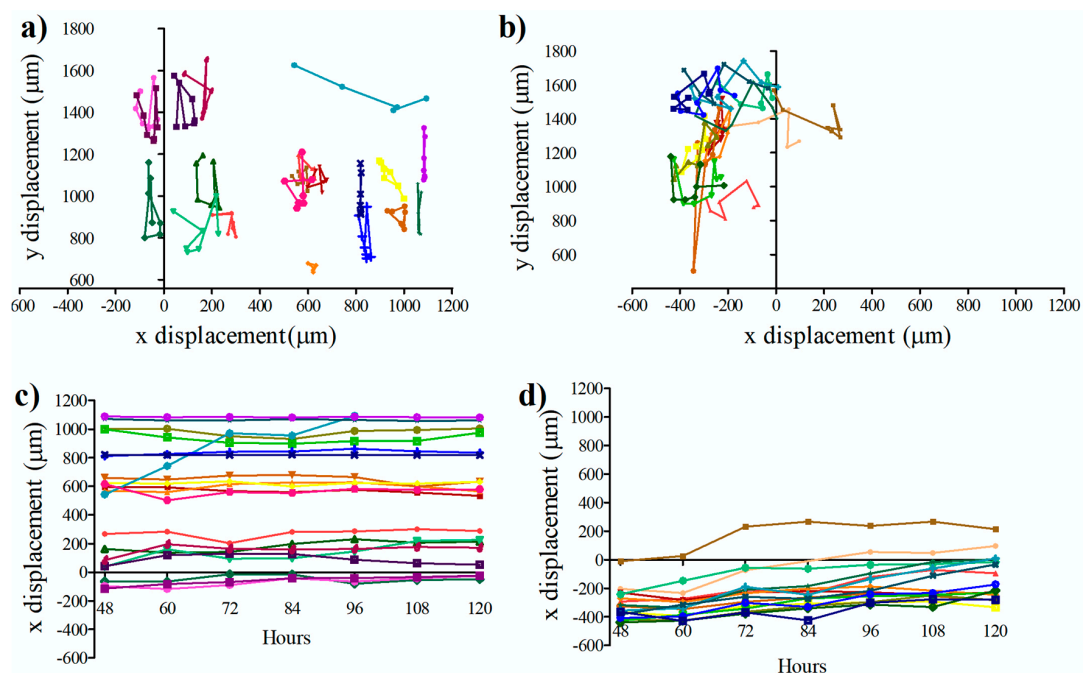 a)
y displacement (μm)
1800
1600
1400
1200
1000
800
600
600 -400 -200 0 200 400 600 800 1000 1200
x displacement(μm)
b)
y displacement (μm)
1800
1600
1400
1200
1000
800
600
-600 -400 -200 0 200 400 600 800 1000 1200
x displacement (μm)
c)
x displacement (μm)
1200
1000
800
600
400
200
0
-200
-400
-600
48 60 72 84 96 108 120
Hours
d)
x displacement (μm)
1200
1000
800
600
400
200
0
-200
-400
-600
48 60 72 84 96 108 120
Hours